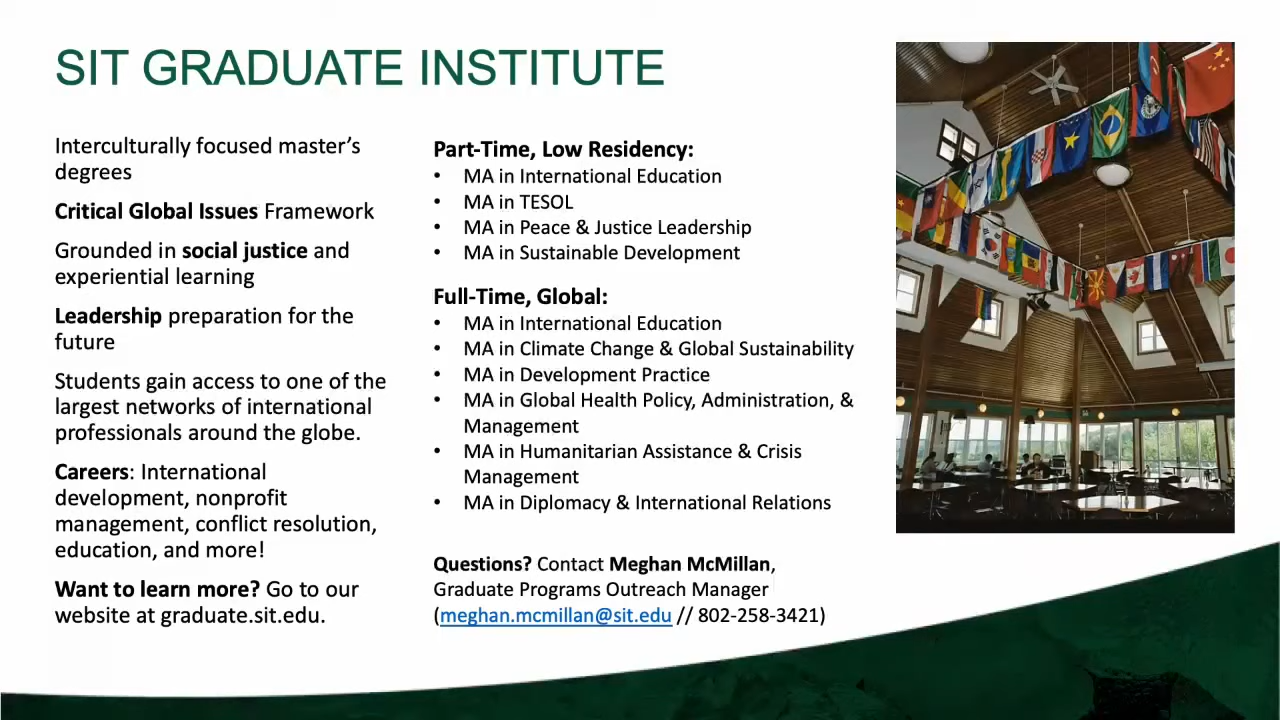 SIT GRADUATE INSTITUTE
Interculturally focused master's
degrees
Critical Global Issues Framework
Grounded in social justice and
experiential learning
Leadership preparation for the
future
Students gain access to one of the
largest networks of international
professionals around the globe.
Careers: International
development, nonprofit
management, conflict resolution,
education, and more!
Want to learn more? Go to our
website at graduate.sit.edu.
Part-Time, Low Residency:
• MA in International Education
• MA in TESOL
• MA in Peace & Justice Leadership
• MA in Sustainable Development
Full-Time, Global:
• MA in International Education
• MA in Climate Change & Global Sustainability
• MA in Development Practice
• MA in Global Health Policy, Administration, &
Management
• MA in Humanitarian Assistance & Crisis
Management
• MA in Diplomacy & International Relations
Questions? Contact Meghan McMillan,
Graduate Programs Outreach Manager
(meghan.mcmillan@sit.edu // 802-258-3421)